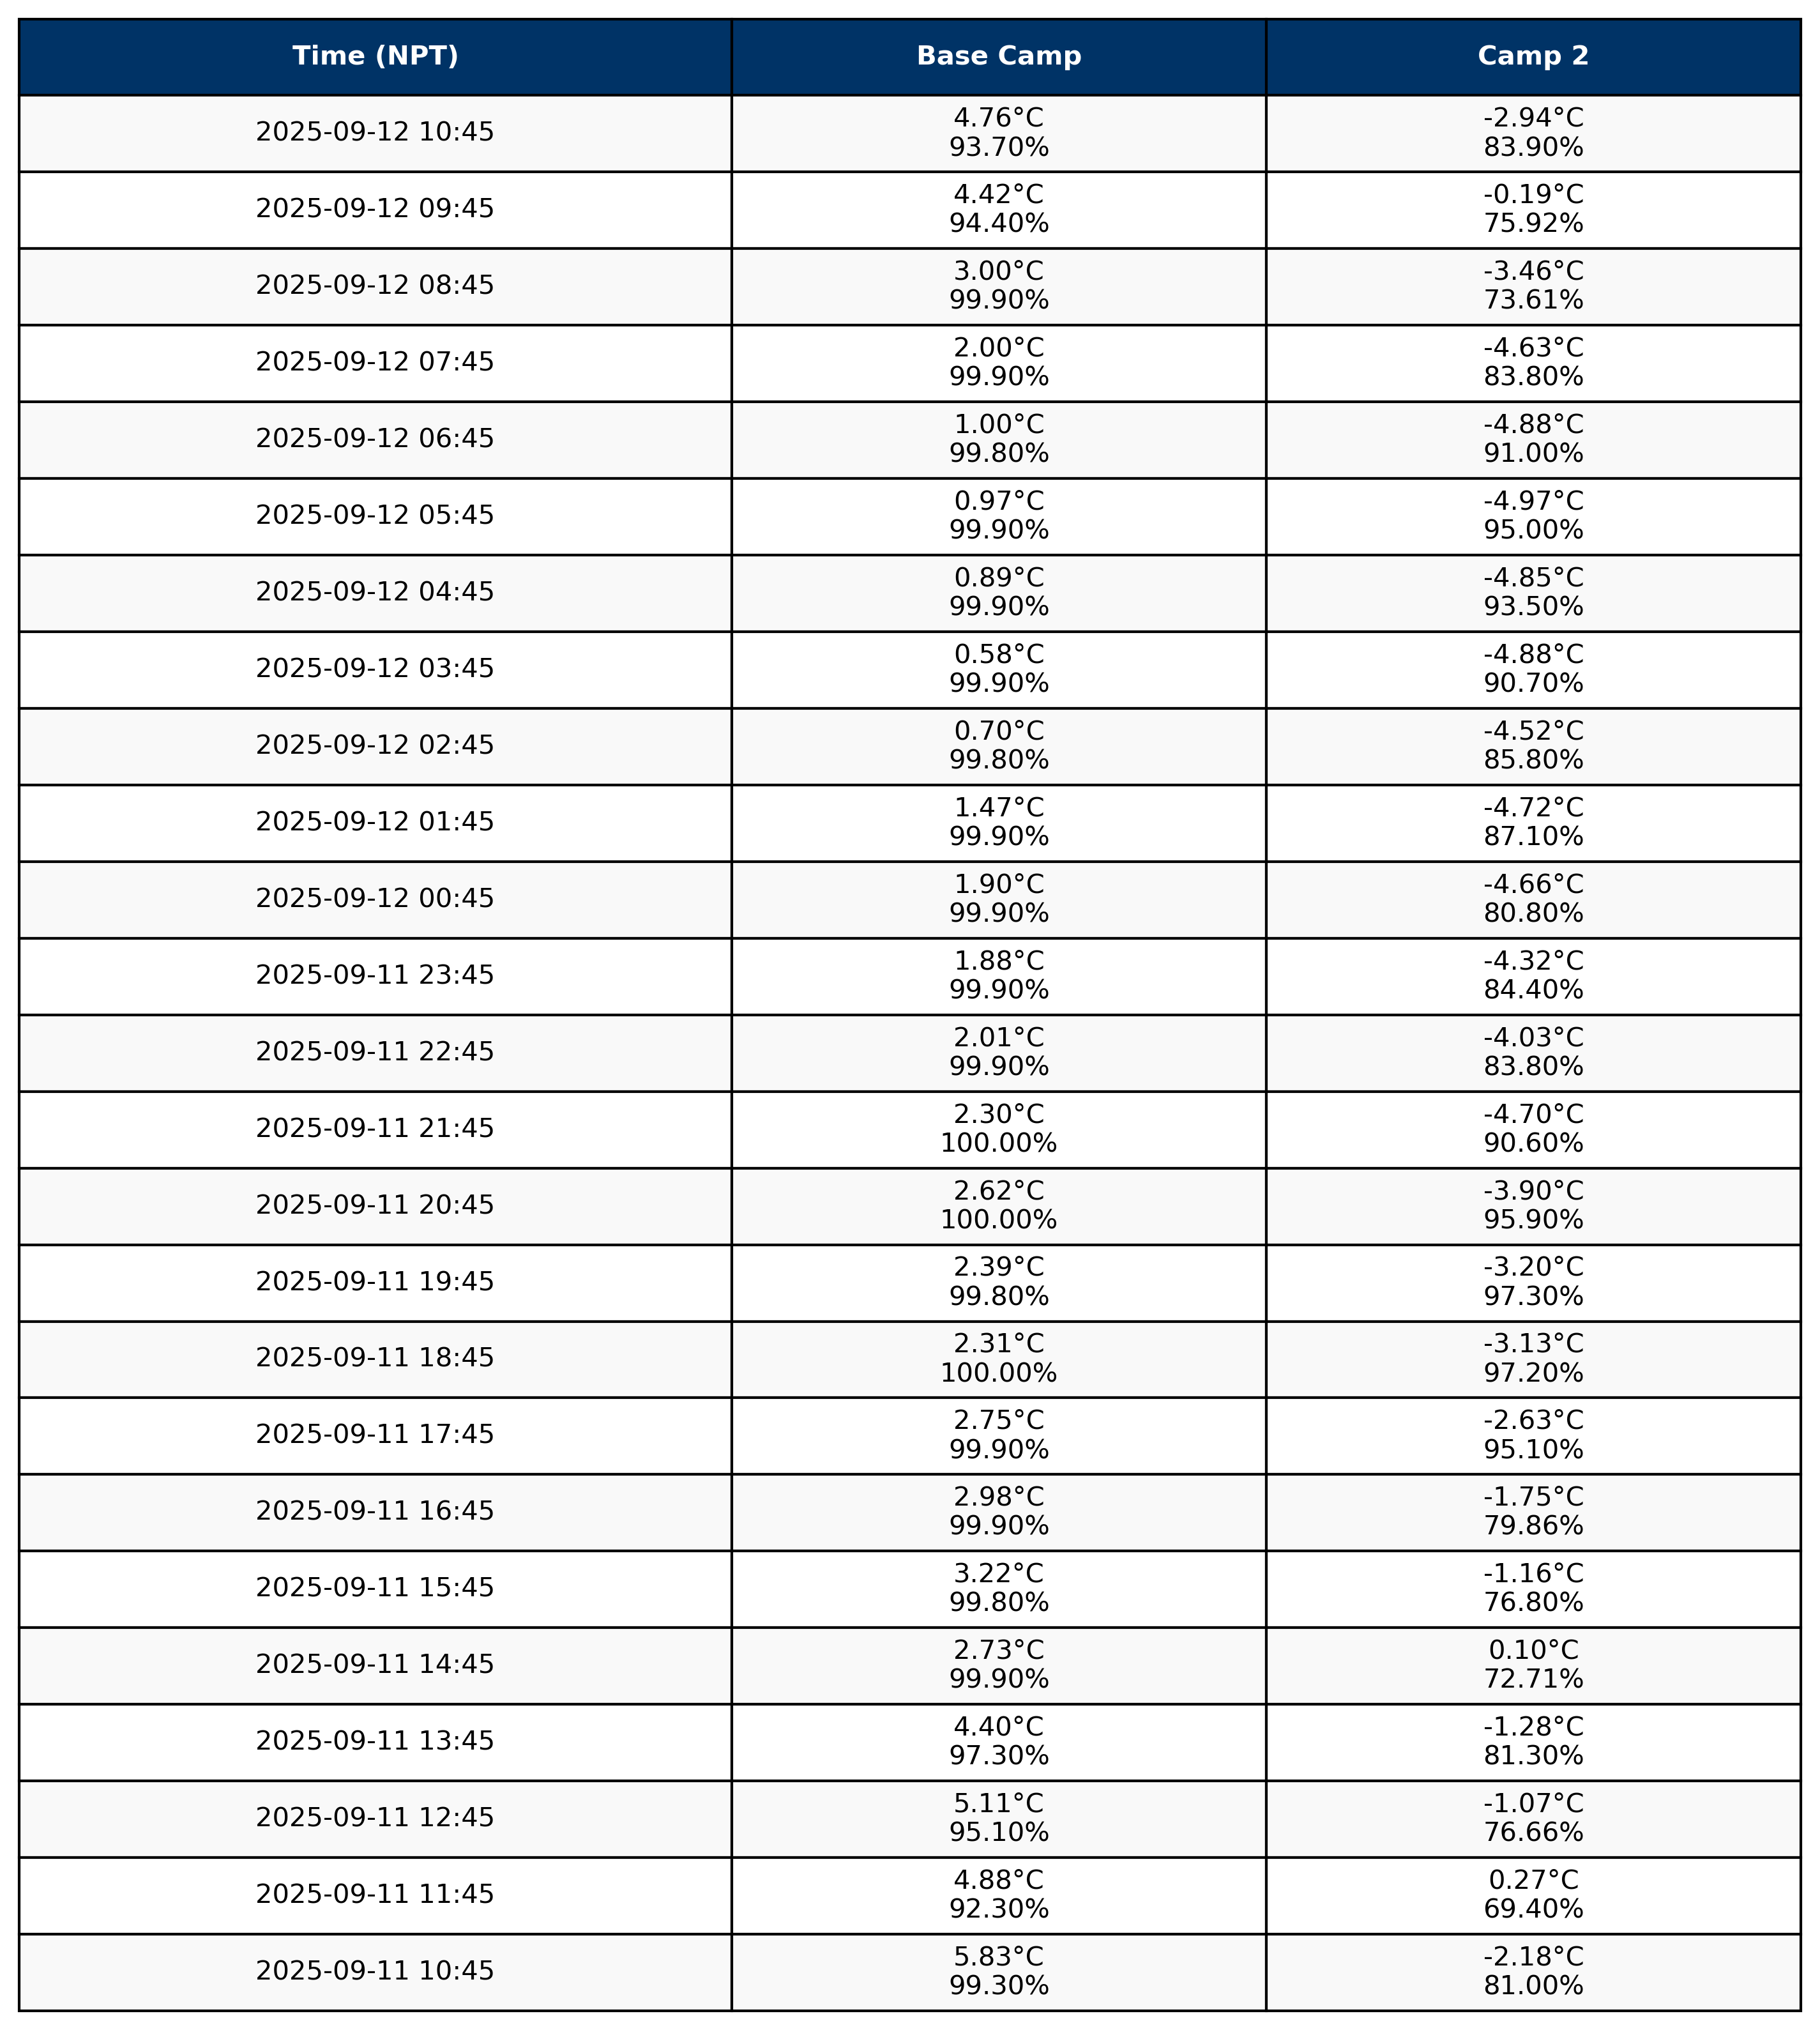 Time (NPT) Base Camp Camp 2
2025-09-12 10:45 4.76°C -2.94°C
93.70% 83.90%
2025-09-12 09:45 4.42°C -0.19°C
94.40% 75.92%
2025-09-12 08:45 3.00°C -3.46°C
99.90% 73.61%
2025-09-12 07:45 2.00°C -4.63°C
99.90% 83.80%
2025-09-12 06:45 1.00°C -4.88°C
99.80% 91.00%
2025-09-12 05:45 0.97°C -4.97°C
99.90% 95.00%
2025-09-12 04:45 0.89°C -4.85°C
99.90% 93.50%
2025-09-12 03:45 0.58°C -4.88°C
99.90% 90.70%
2025-09-12 02:45 0.70°C -4.52°C
99.80% 85.80%
2025-09-12 01:45 1.47°C -4.72°C
99.90% 87.10%
2025-09-12 00:45 1.90°C -4.66°C
99.90% 80.80%
2025-09-11 23:45 1.88°C -4.32°C
99.90% 84.40%
2025-09-11 22:45 2.01°C -4.03°C
99.90% 83.80%
2025-09-11 21:45 2.30°C -4.70°C
100.00% 90.60%
2025-09-11 20:45 2.62°C -3.90°C
100.00% 95.90%
2025-09-11 19:45 2.39°C -3.20°C
99.80% 97.30%
2025-09-11 18:45 2.31°C -3.13°C
100.00% 97.20%
2025-09-11 17:45 2.75°C -2.63°C
99.90% 95.10%
2025-09-11 16:45 2.98°C -1.75°C
99.90% 79.86%
2025-09-11 15:45 3.22°C -1.16°C
99.80% 76.80%
2025-09-11 14:45 2.73°C 0.10°C
99.90% 72.71%
2025-09-11 13:45 4.40°C -1.28°C
97.30% 81.30%
2025-09-11 12:45 5.11°C -1.07°C
95.10% 76.66%
2025-09-11 11:45 4.88°C 0.27°C
92.30% 69.40%
2025-09-11 10:45 5.83°C -2.18°C
99.30% 81.00%